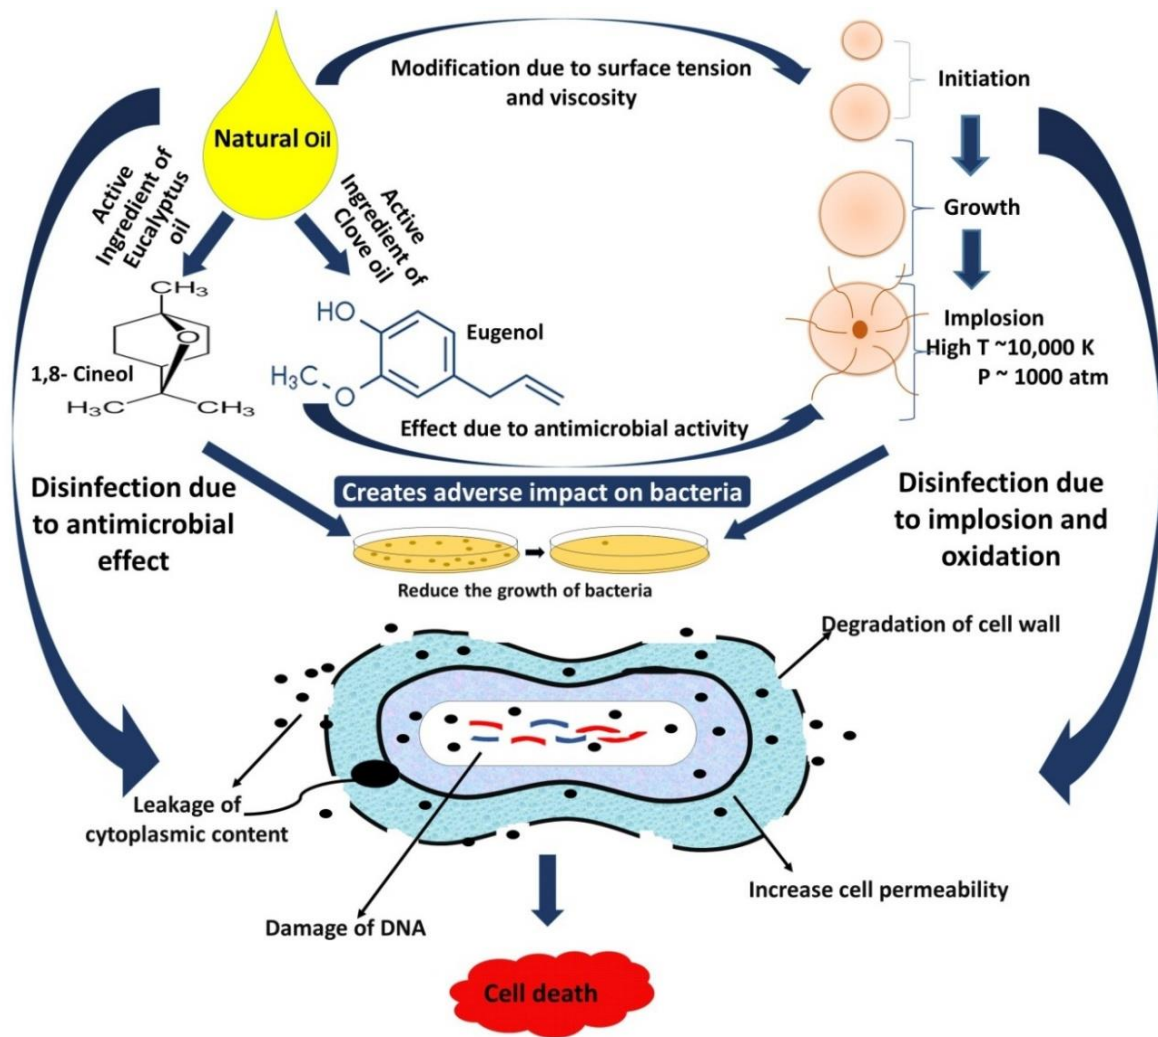 Modification due to surface tension
and viscosity
Natural Oil
Active
Ingredient of
Eucalyptus
oil
Active
Ingredient of
Clove oil
Initiation
Growth
Implosion
High T ~10,000 K
P ~ 1000 atm
CH₃
O
1,8- Cineol
H₃C
CH₃
HO
Eugenol
H₃C
O
Effect due to antimicrobial activity
Disinfection due
to antimicrobial
effect
Creates adverse impact on bacteria
Disinfection due
to implosion and
oxidation
Reduce the growth of bacteria
Degradation of cell wall
Leakage of
cytoplasmic content
Increase cell permeability
Damage of DNA
Cell death